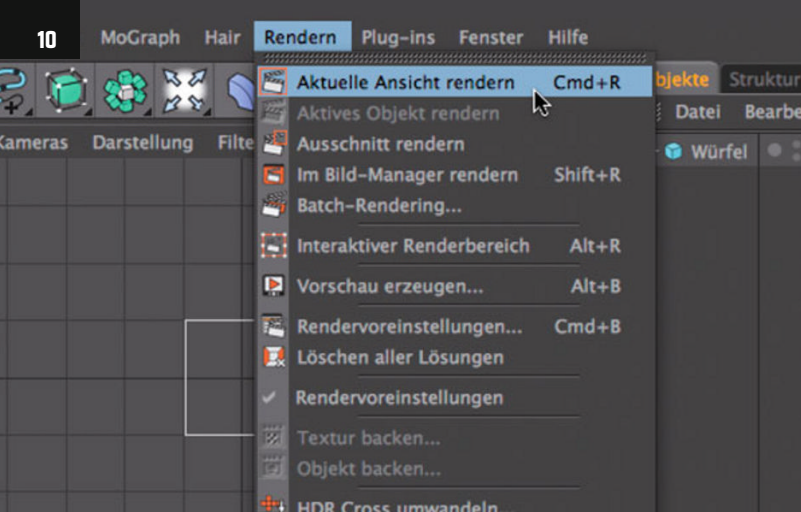 10
MoGraph Hair Rendern Plug-ins Fenster Hilfe
Aktuelle Ansicht rendern Cmd+R
bjekte Struktur
Aktives Objekt rendern
Datei Bearbe
Kameras Darstellung Filte
Ausschnitt rendern
Würfel
Im Bild-Manager rendern Shift+R
Batch-Rendering...
Interaktiver Renderbereich Alt+R
Vorschau erzeugen... Alt+B
Rendervoreinstellungen... Cmd+B
Löschen aller Lösungen
Rendervoreinstellungen
Textur backen...
Objekt backen...
HDR Cross umwandeln...